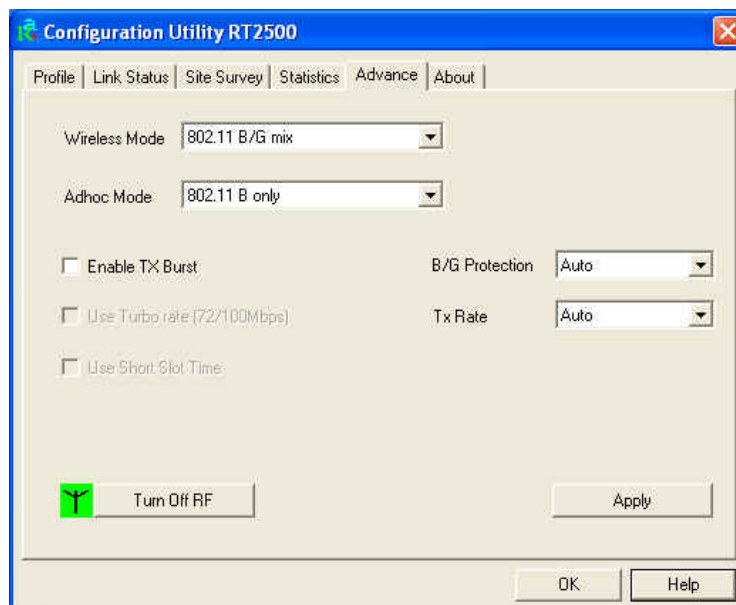 Configuration Utility RT2500
Profile Link Status Site Survey Statistics Advance About
Wireless Mode 802.11 B/G mix
Adhoc Mode 802.11 B only
Enable TX Burst B/G Protection Auto
Use Turbo rate (72/100Mbps) Tx Rate Auto
Use Short Slot Time
Turn Off RF Apply
OK Help